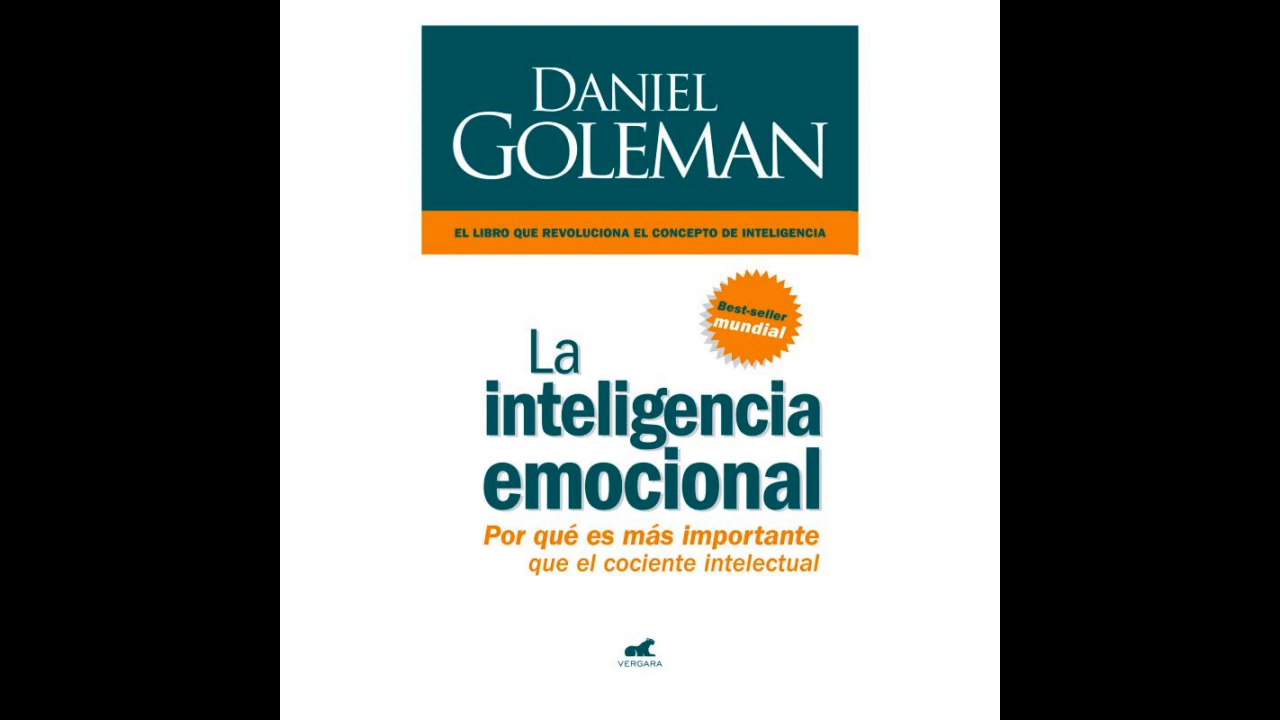 DANIEL
GOLEMAN
EL LIBRO QUE REVOLUCIONA EL CONCEPTO DE INTELIGENCIA
Best-seller
mundial
La
inteligencia
emocional
Por qué es más importante
que el cociente intelectual
VERGARA